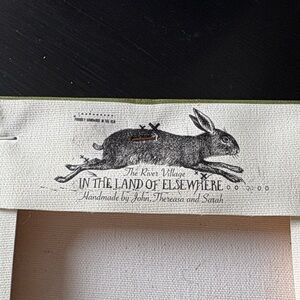 The River Village
IN THE LAND OF ELSEWHERE
Handmade by John, Thereasa and Sarah